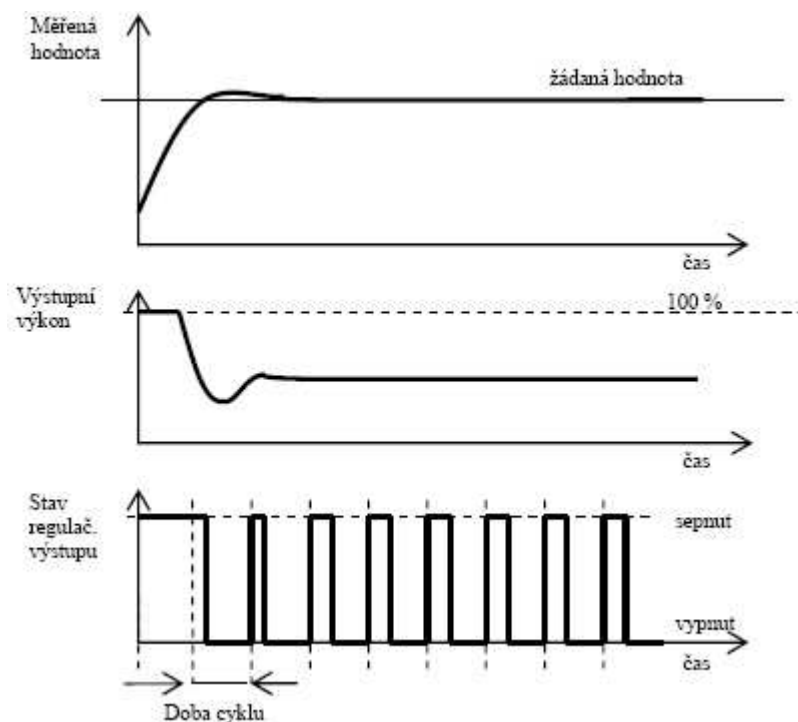 Měřená
hodnota
žádaná hodnota
čas
Výstupní
výkon
100 %
čas
Stav
regulač.
výstupu
sepnut
vypnut
čas
Doba cyklu